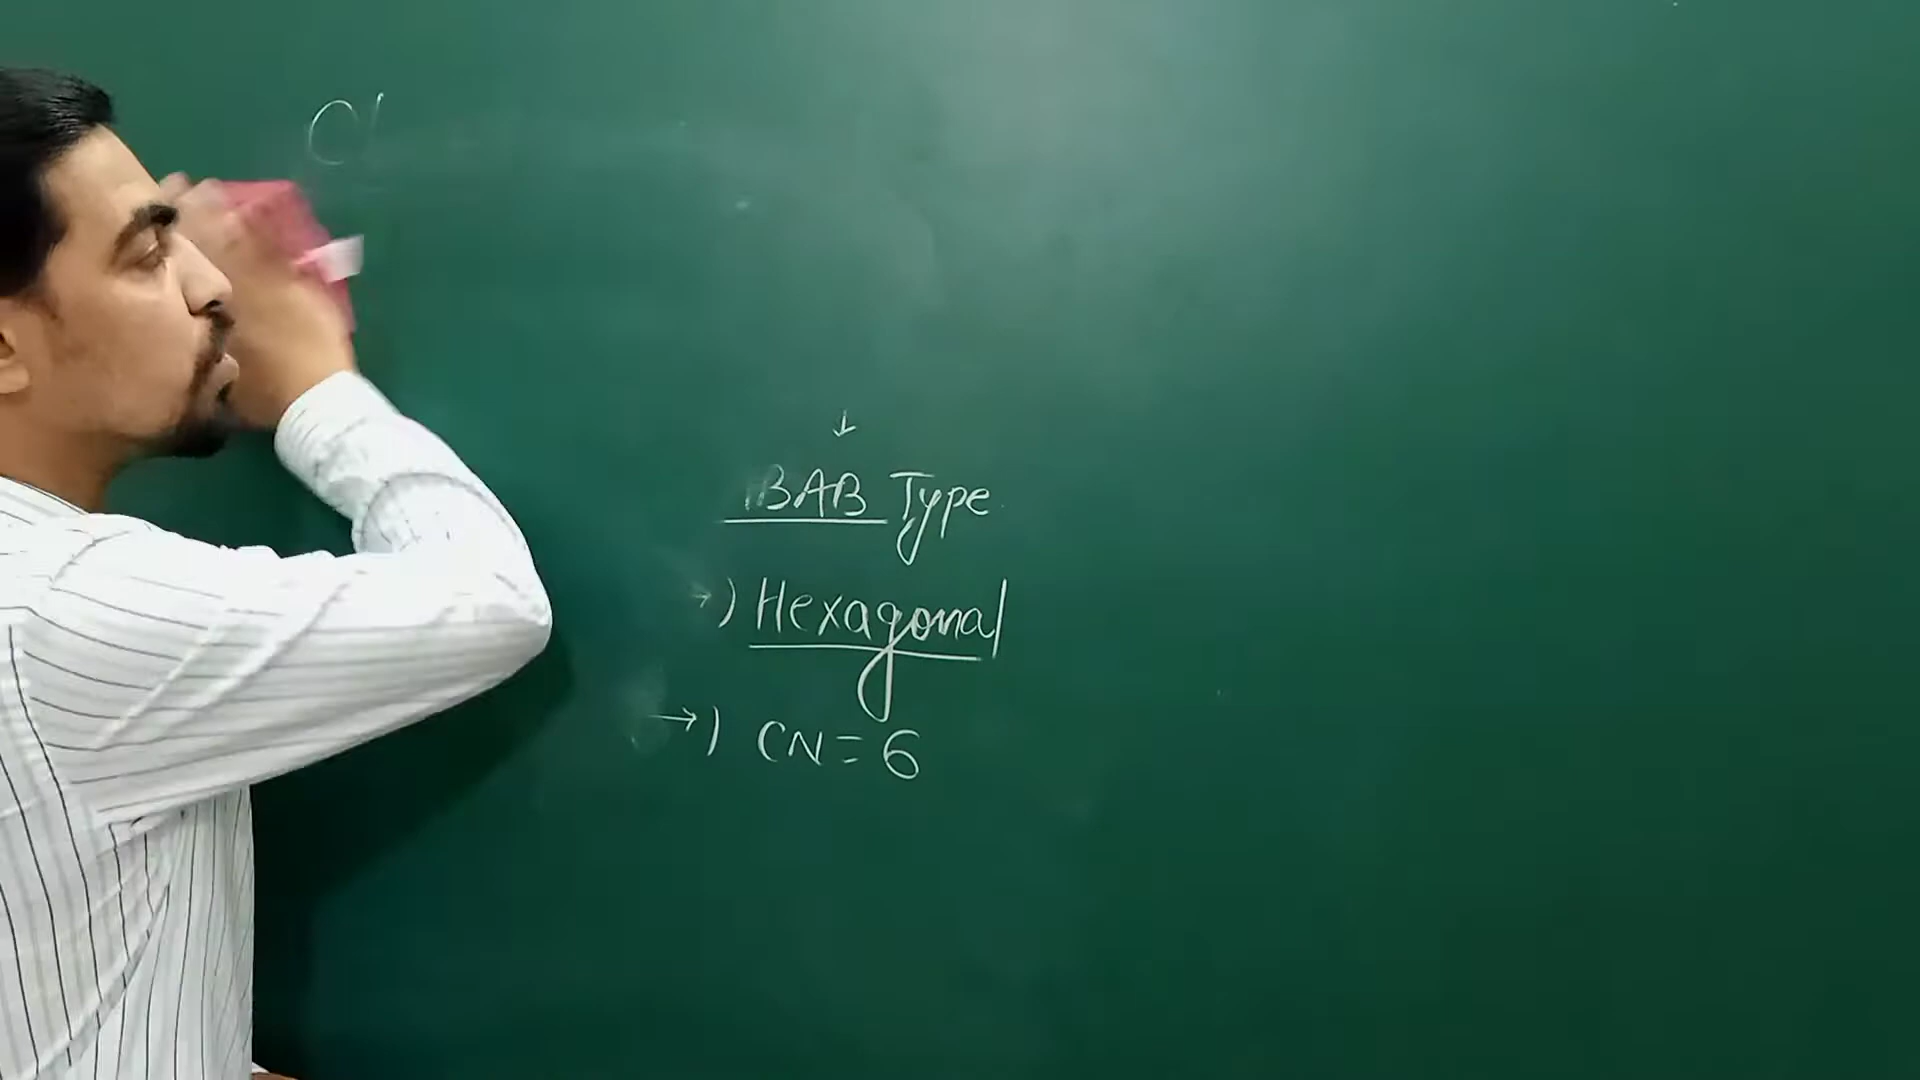 ↓
BAB Type
→) Hexagonal
→) CN = 6